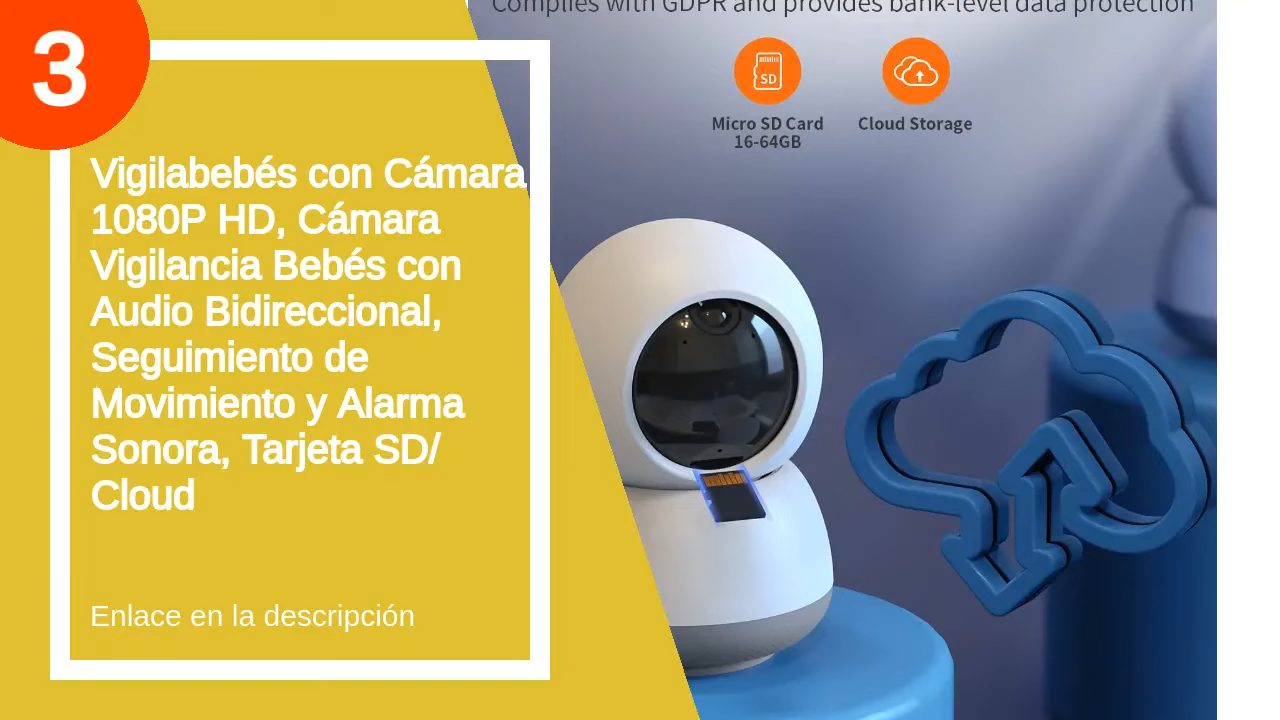 Complies with GDPR and provides bank-level data protection
3
SD
Micro SD Card
16-64GB
Cloud Storage
Vigilabebés con Cámara
1080P HD, Cámara
Vigilancia Bebés con
Audio Bidireccional,
Seguimiento de
Movimiento y Alarma
Sonora, Tarjeta SD/
Cloud
Enlace en la descripción